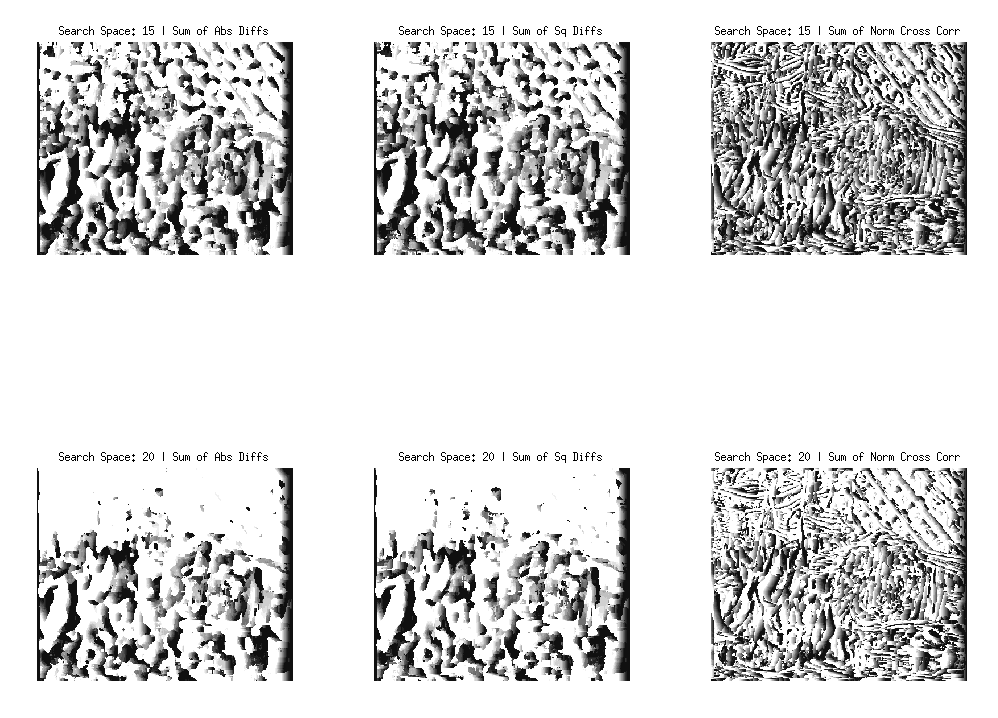 Search Space: 15 | Sum of Abs Diffs
Search Space: 15 | Sum of Sq Diffs
Search Space: 15 | Sum of Norm Cross Corr
Search Space: 20 | Sum of Abs Diffs
Search Space: 20 | Sum of Sq Diffs
Search Space: 20 | Sum of Norm Cross Corr